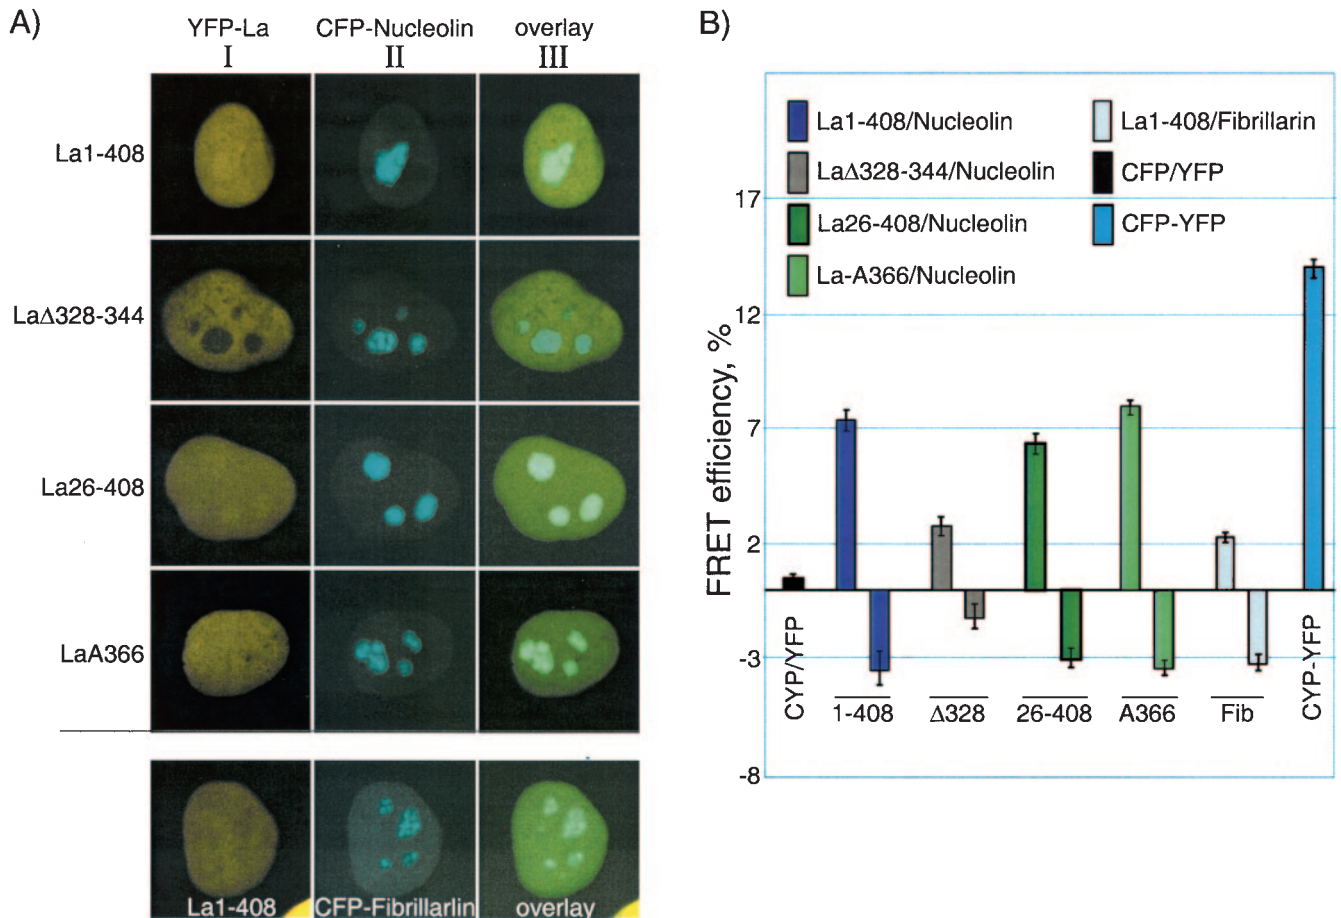 A)
YFP-La
CFP-Nucleolin
overlay
I
II
III
La1-408
LaΔ328-344
La26-408
LaA366
La1-408
CFP-Fibrillarlin
overlay
B)
La1-408/Nucleolin
LaΔ328-344/Nucleolin
La26-408/Nucleolin
La-A366/Nucleolin
La1-408/Fibrillarin
CFP/YFP
CFP-YFP
FRET efficiency, %
17
12
7
2
-3
-8
CYP/YFP
1-408
Δ328
26-408
A366
Fib
CYP-YFP